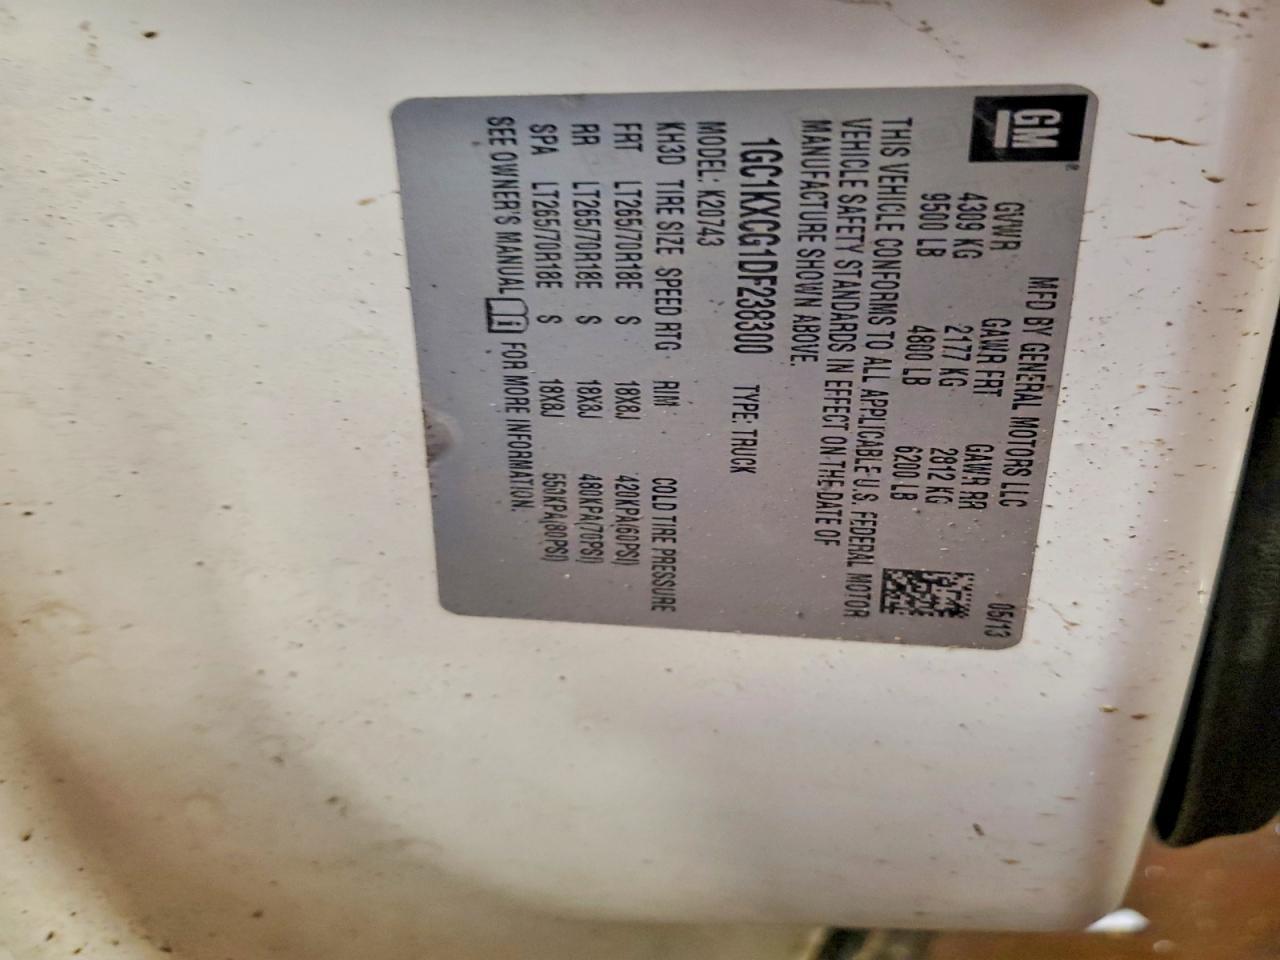 GM
MFD BY GENERAL MOTORS LLC 05/13
GVWR GAWR FRT GAWR RR
4309 KG 2177 KG 2812 KG
9500 LB 4800 LB 6200 LB
THIS VEHICLE CONFORMS TO ALL APPLICABLE U.S. FEDERAL MOTOR
VEHICLE SAFETY STANDARDS IN EFFECT ON THE DATE OF
MANUFACTURE SHOWN ABOVE.
1GC1KXCG1DF238300 TYPE: TRUCK
MODEL: K20743
KH3D TIRE SIZE SPEED RTG RIM COLD TIRE PRESSURE
FRT LT265/70R18E S 18X8J 420KPA(60PSI)
RR LT265/70R18E S 18X8J 480KPA(70PSI)
SPA LT265/70R18E S 18X8J 550KPA(80PSI)
SEE OWNER'S MANUAL FOR MORE INFORMATION.